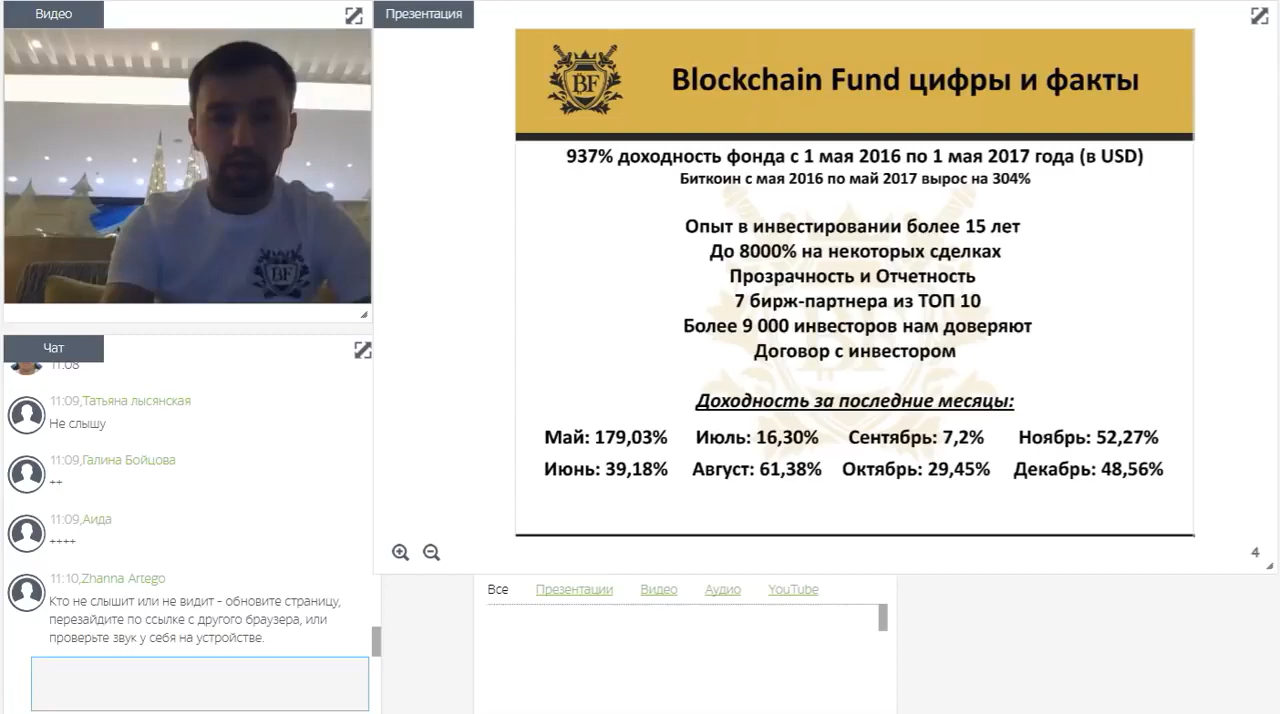 Видео
Презентация
BF
Blockchain Fund цифры и факты
937% доходность фонда с 1 мая 2016 по 1 мая 2017 года (в USD)
Биткоин с мая 2016 по май 2017 вырос на 304%
Опыт в инвестировании более 15 лет
До 8000% на некоторых сделках
Прозрачность и Отчетность
7 бирж-партнера из ТОП 10
Более 9 000 инвесторов нам доверяют
Договор с инвестором
Доходность за последние месяцы:
Май: 179,03% Июль: 16,30% Сентябрь: 7,2% Ноябрь: 52,27%
Июнь: 39,18% Август: 61,38% Октябрь: 29,45% Декабрь: 48,56%
4
BF
Чат
11:08
11:09,Татьяна лысянская
Не слышу
11:09,Галина Бойцова
++
11:09,Аида
++++
11:10,Zhanna Artego
Кто не слышит или не видит - обновите страницу,
перезайдите по ссылке с другого браузера, или
проверьте звук у себя на устройстве.
Все Презентации Видео Аудио YouTube